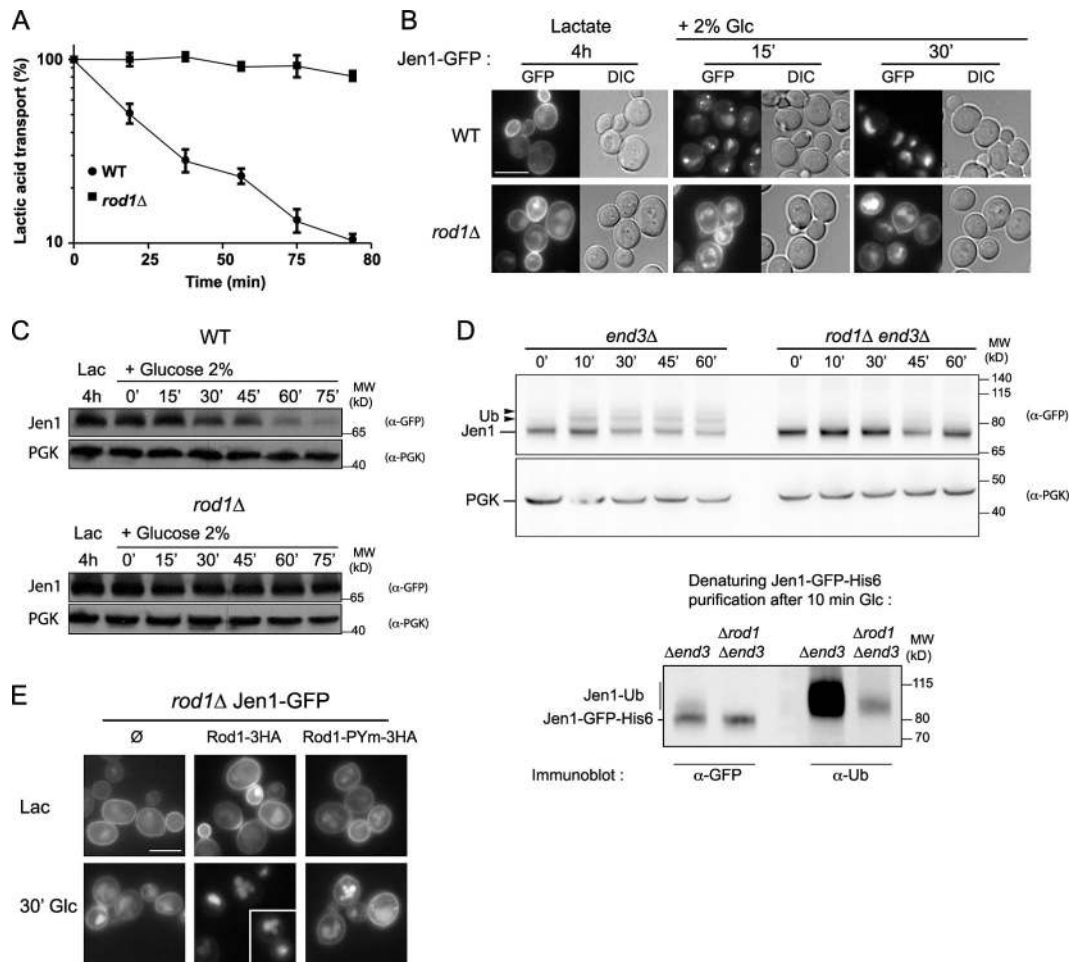 A
Lactic acid transport (%)
100
10
WT
rod1Δ
0 25 50 75 80
Time (min)
B
Lactate + 2% Glc
Jen1-GFP : 4h 15’ 30’
GFP DIC GFP DIC GFP DIC
WT
rod1Δ
C
WT
Lac + Glucose 2%
4h 0’ 15’ 30’ 45’ 60’ 75’ MW (kD)
Jen1 65 (α-GFP)
PGK 40 (α-PGK)
rod1Δ
Lac + Glucose 2%
4h 0’ 15’ 30’ 45’ 60’ 75’ MW (kD)
Jen1 65 (α-GFP)
PGK 40 (α-PGK)
D
end3Δ rod1Δ end3Δ
0’ 10’ 30’ 45’ 60’ 0’ 10’ 30’ 45’ 60’ MW (kD)
140
115
Ub 80 (α-GFP)
Jen1
65
50
PGK 40 (α-PGK)
Denaturing Jen1-GFP-His6
purification after 10 min Glc :
Δend3 Δrod1 Δend3 Δend3 Δrod1 Δend3 MW (kD)
Jen1-Ub 115
Jen1-GFP-His6 80
70
Immunoblot : α-GFP α-Ub
E
rod1Δ Jen1-GFP
Ø Rod1-3HA Rod1-PYm-3HA
Lac
30’ Glc